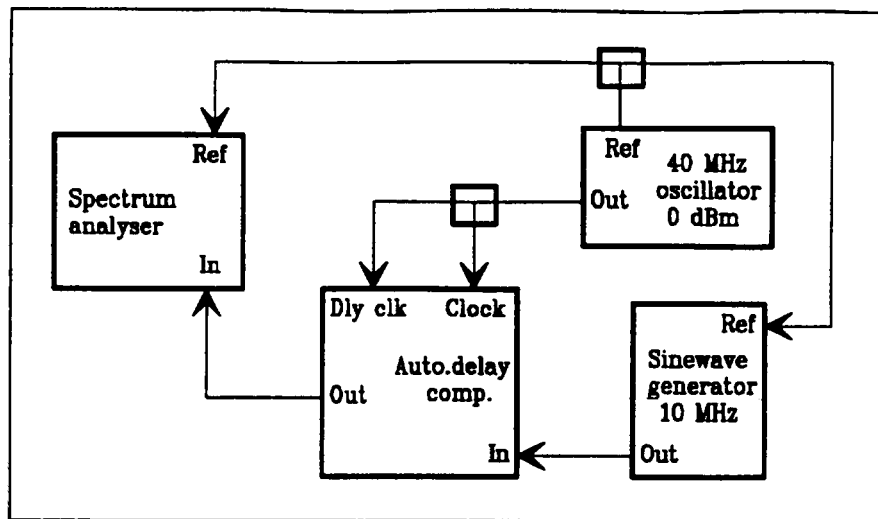 Ref
Spectrum
analyser
In
Ref
40 MHz
oscillator
0 dBm
Out
Dly clk
Clock
Auto.delay
comp.
Out
In
Ref
Sinewave
generator
10 MHz
Out